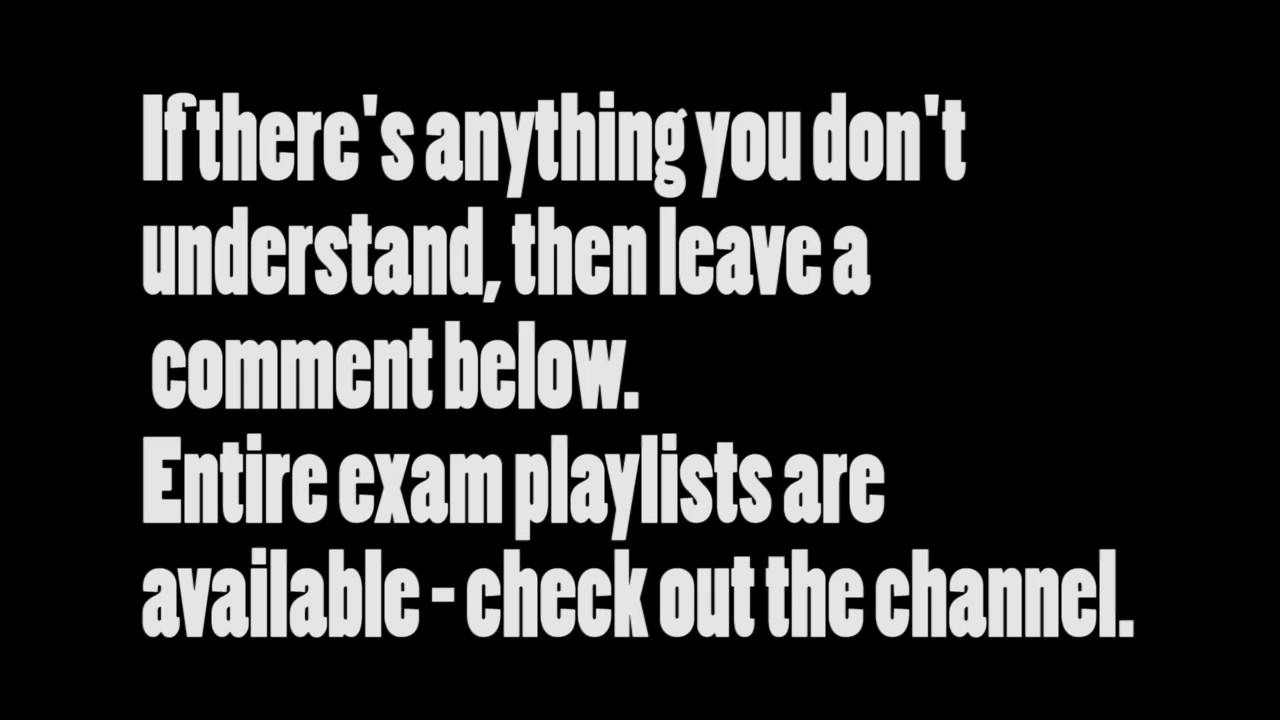 If there's anything you don't
understand, then leave a
comment below.
Entire exam playlists are
available - check out the channel.